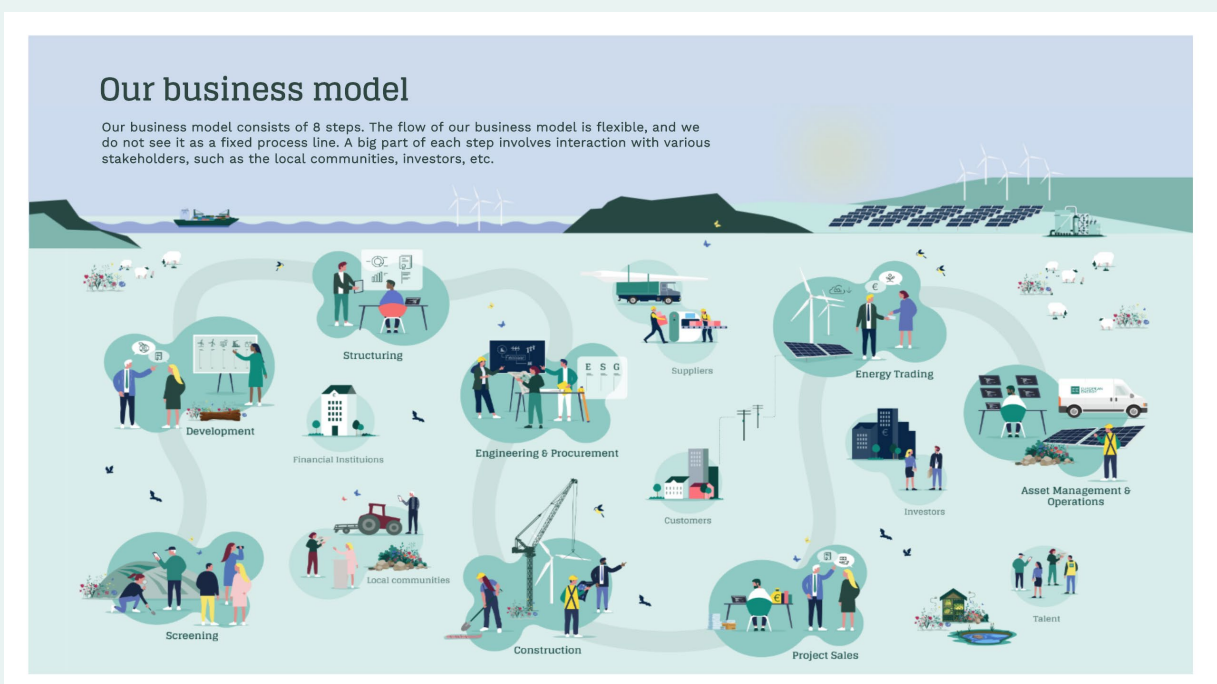 Our business model
Our business model consists of 8 steps. The flow of our business model is flexible, and we
do not see it as a fixed process line. A big part of each step involves interaction with various
stakeholders, such as the local communities, investors, etc.
Structuring
Suppliers
Energy Trading
E S G
Development
Financial Instituions
Engineering & Procurement
Customers
Investors
Asset Management &
Operations
Local communities
Screening
Construction
Project Sales
Talent